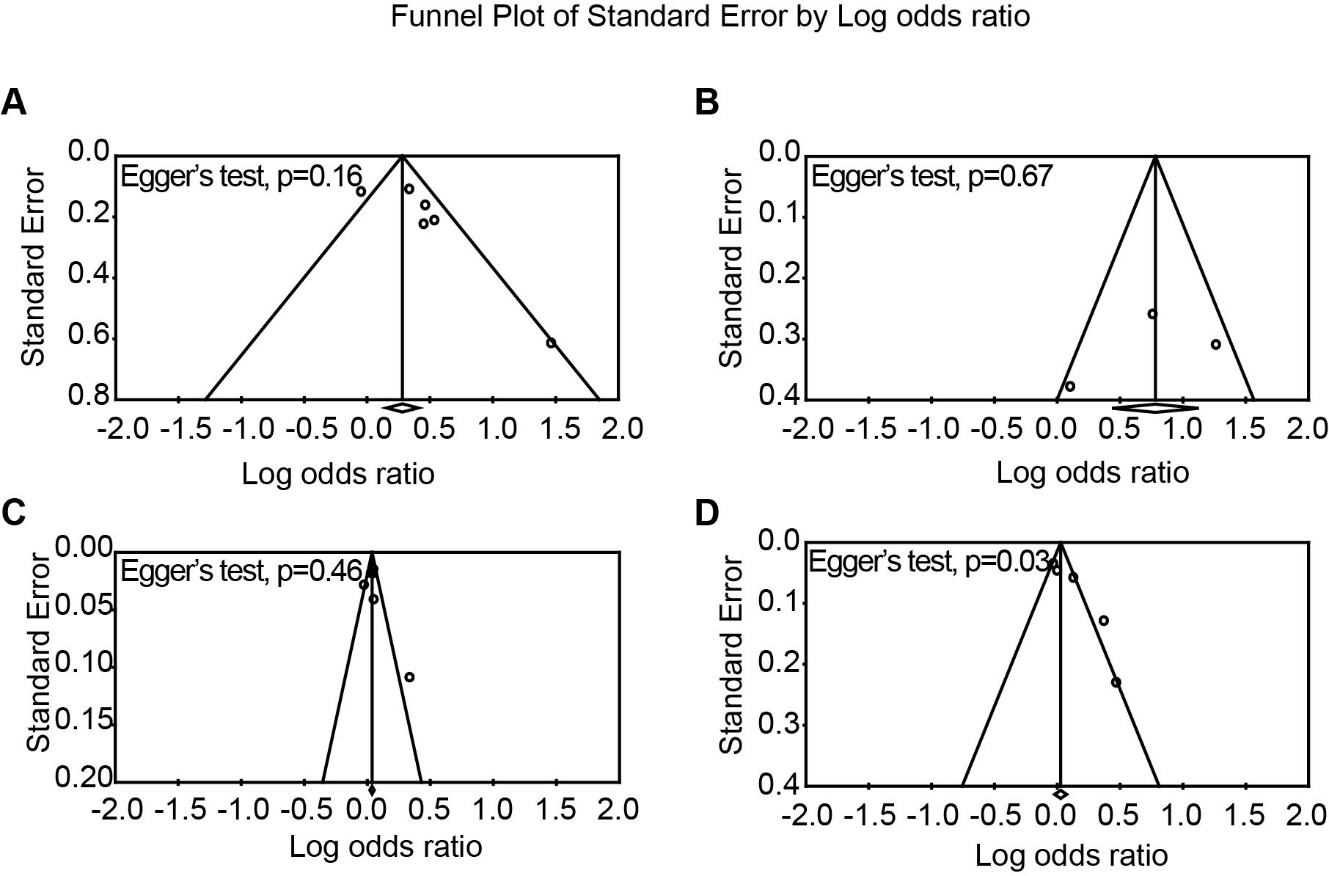 Funnel Plot of Standard Error by Log odds ratio
A
Egger's test, p=0.16
Standard Error
0.0
0.2
0.4
0.6
0.8
-2.0 -1.5 -1.0 -0.5 0.0 0.5 1.0 1.5 2.0
Log odds ratio
B
Egger's test, p=0.67
Standard Error
0.0
0.1
0.2
0.3
0.4
-2.0 -1.5 -1.0 -0.5 0.0 0.5 1.0 1.5 2.0
Log odds ratio
C
Egger's test, p=0.46
Standard Error
0.00
0.05
0.10
0.15
0.20
-2.0 -1.5 -1.0 -0.5 0.0 0.5 1.0 1.5 2.0
Log odds ratio
D
Egger's test, p=0.03
Standard Error
0.0
0.1
0.2
0.3
0.4
-2.0 -1.5 -1.0 -0.5 0.0 0.5 1.0 1.5 2.0
Log odds ratio